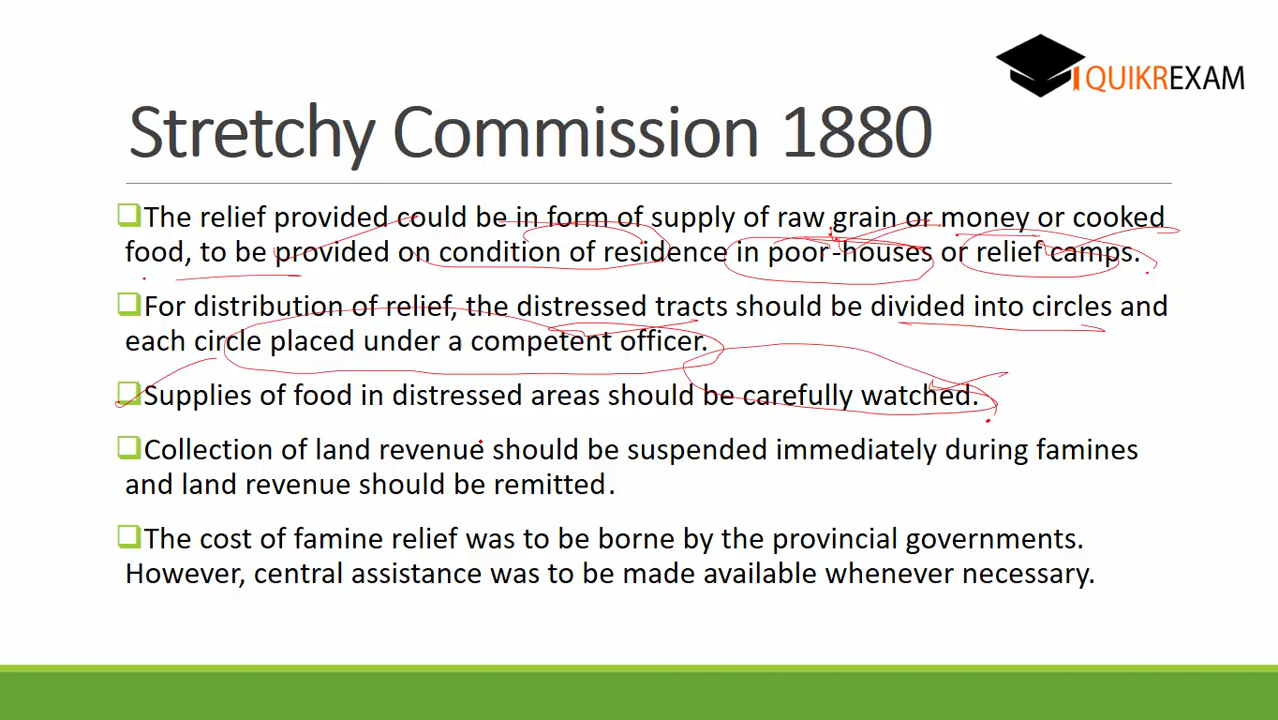 QUIKREXAM
Stretchy Commission 1880
The relief provided could be in form of supply of raw grain or money or cooked
food, to be provided on condition of residence in poor-houses or relief camps.
For distribution of relief, the distressed tracts should be divided into circles and
each circle placed under a competent officer.
Supplies of food in distressed areas should be carefully watched.
Collection of land revenue should be suspended immediately during famines
and land revenue should be remitted.
The cost of famine relief was to be borne by the provincial governments.
However, central assistance was to be made available whenever necessary.